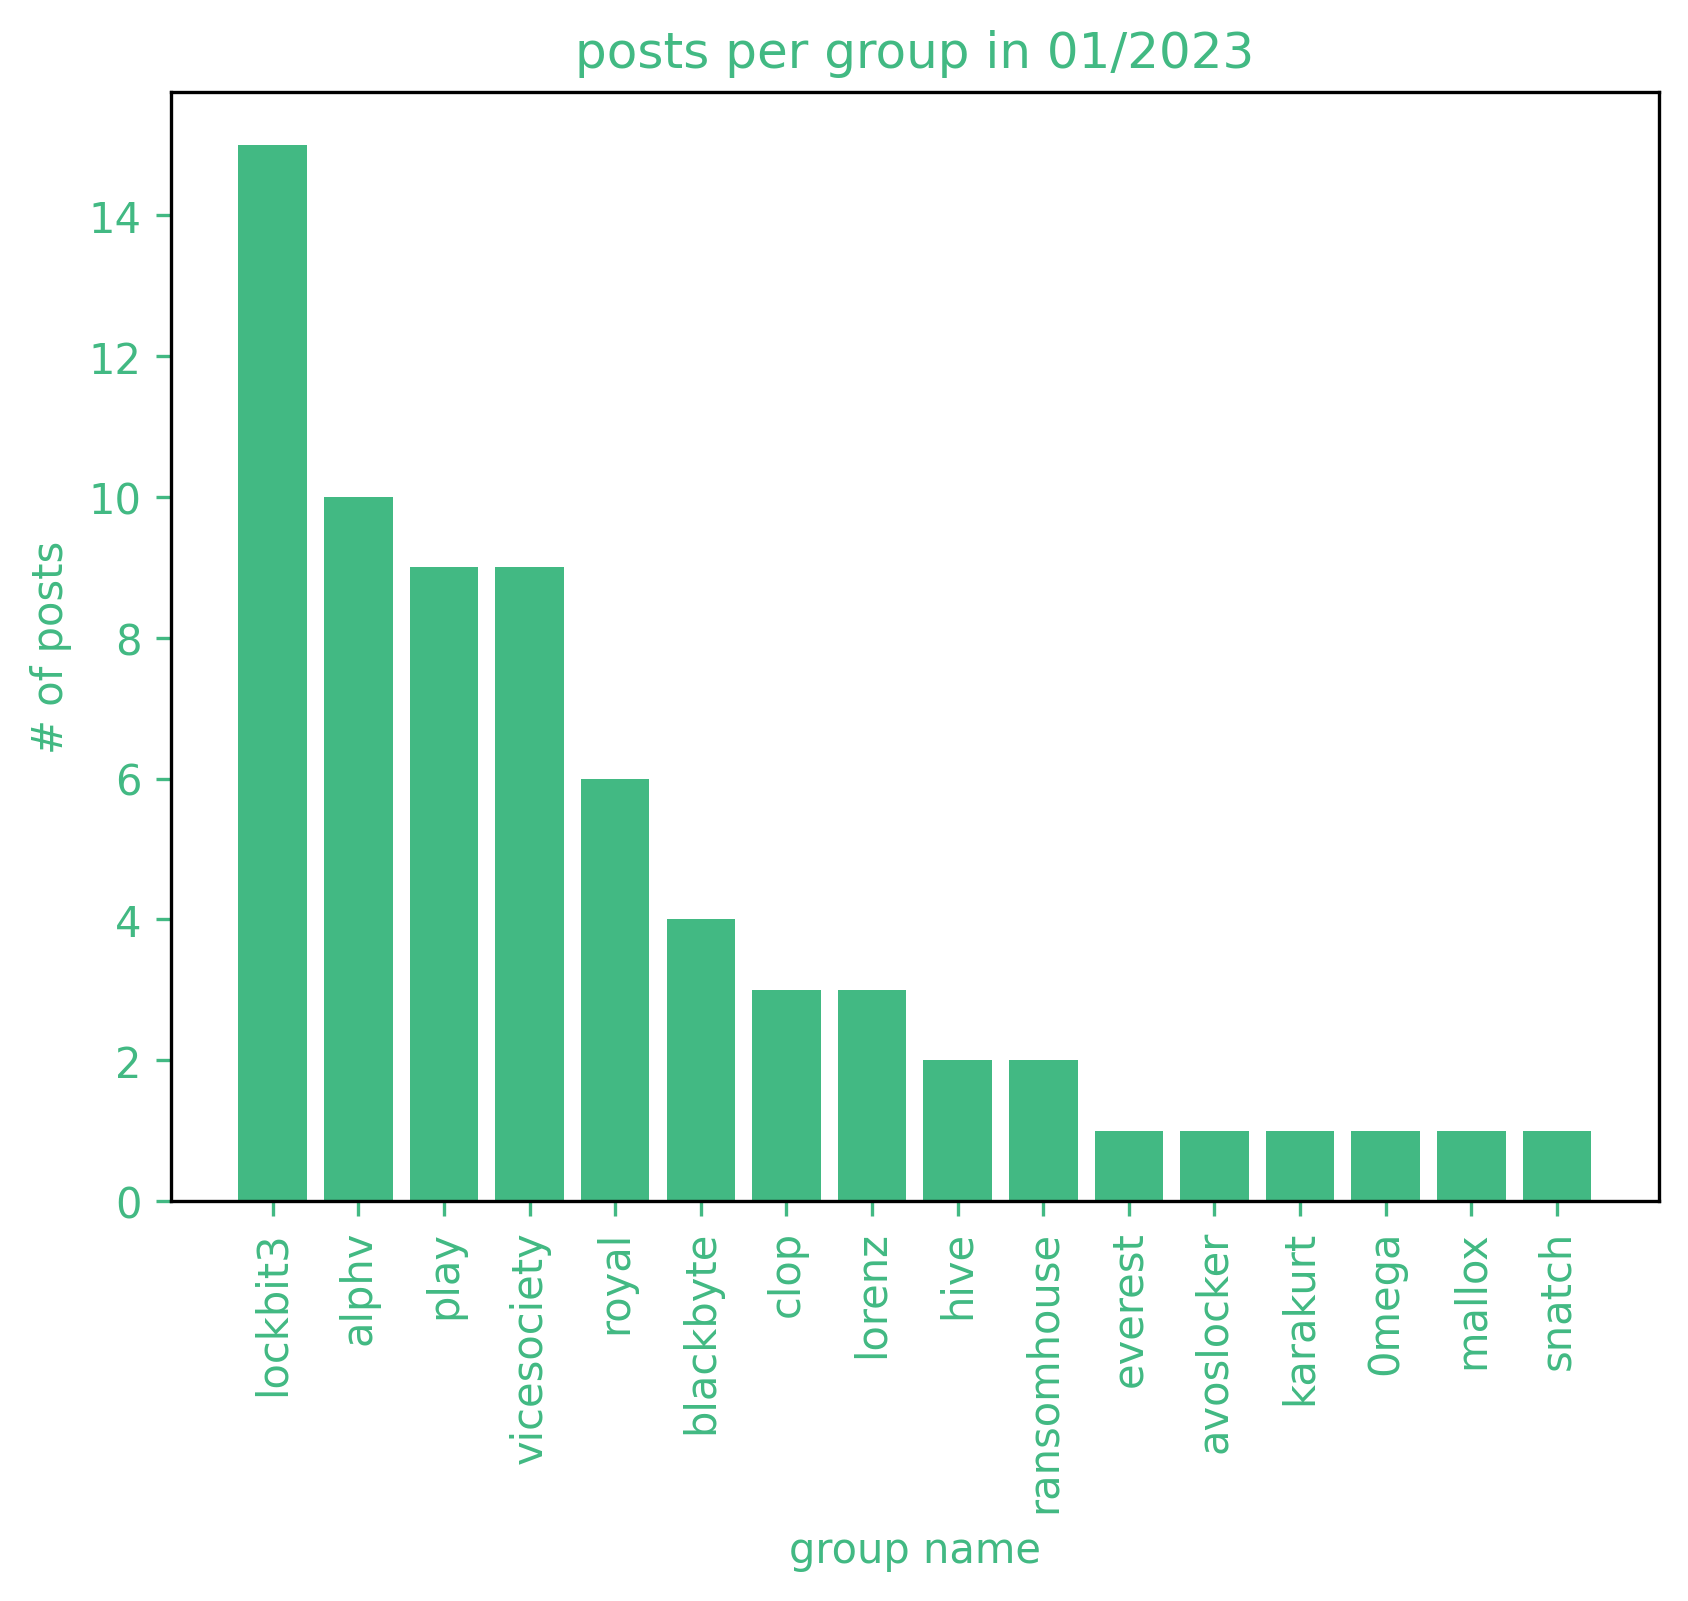 posts per group in 01/2023
14
12
10
8
6
4
2
0
# of posts
lockbit3
alphv
play
vicesociety
royal
blackbyte
clop
lorenz
hive
ransomhouse
everest
avoslocker
karakurt
0mega
mallox
snatch
group name